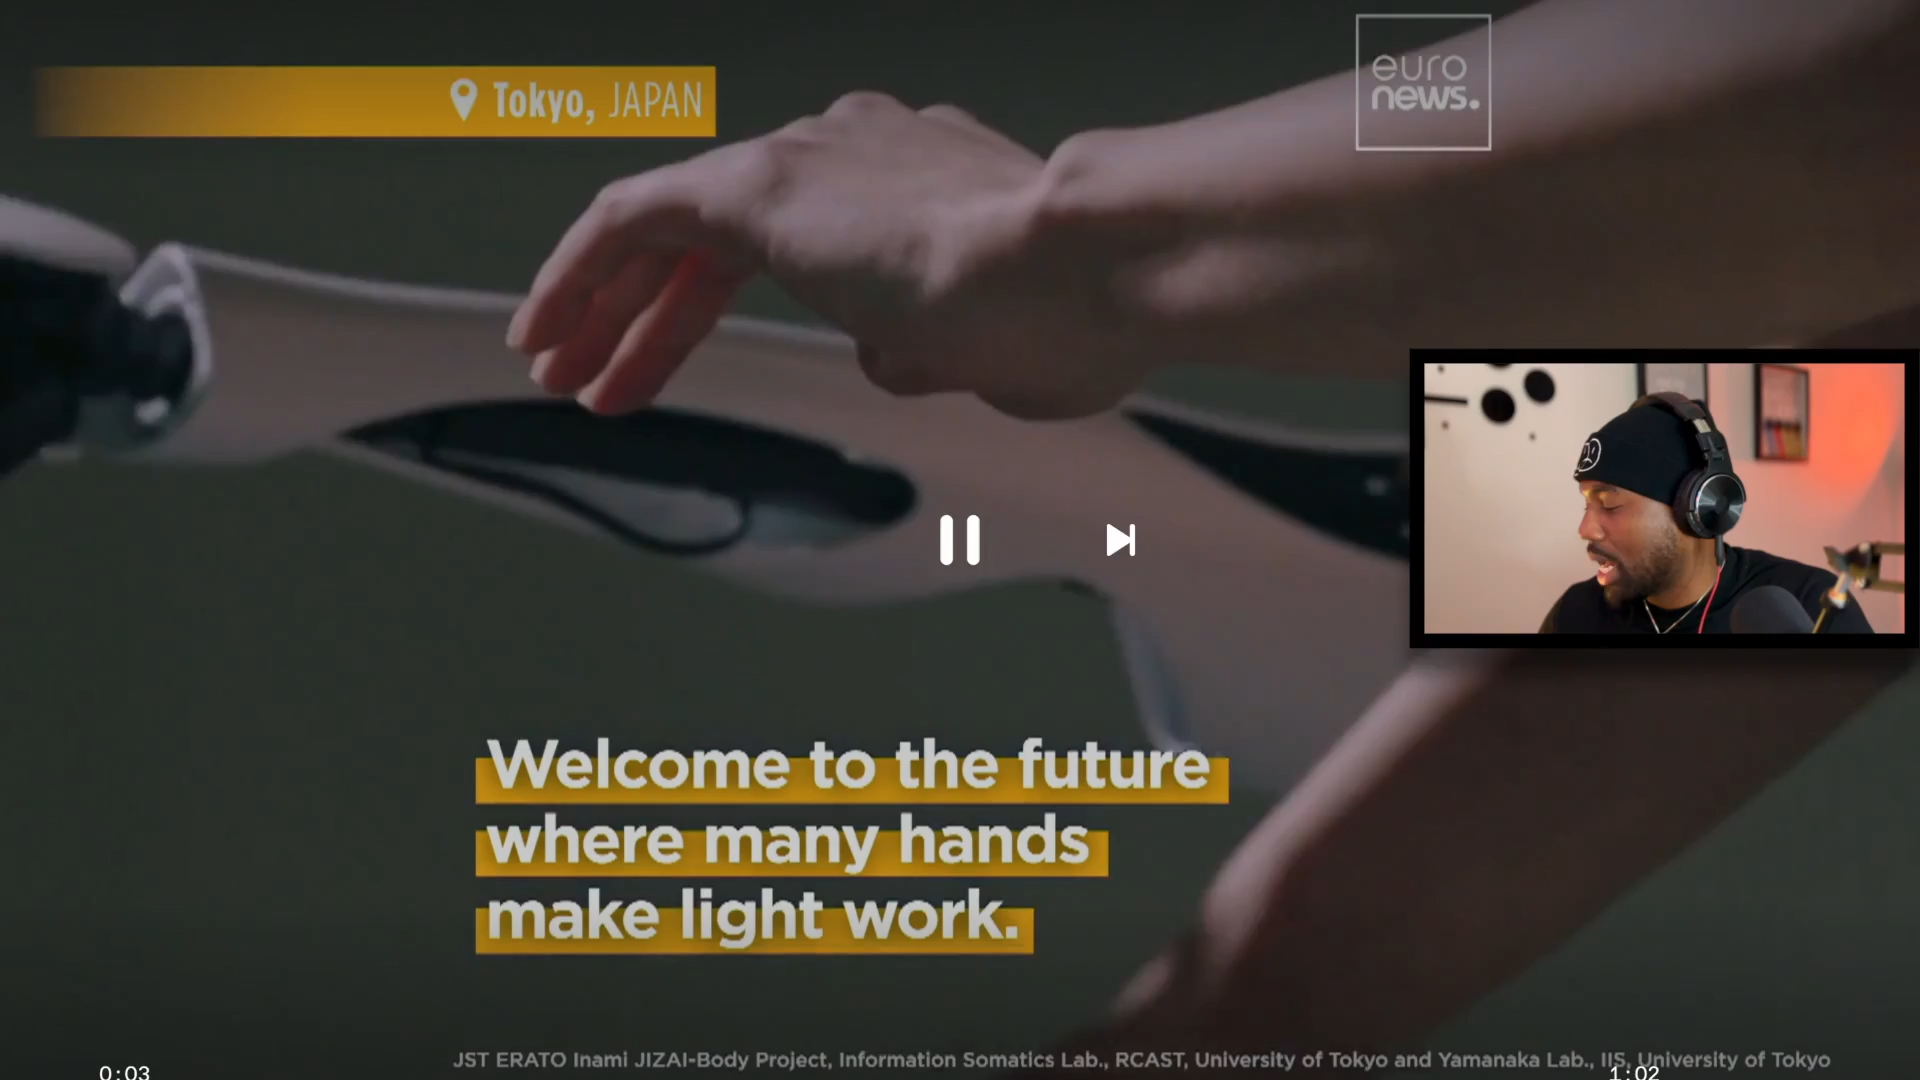 Tokyo, JAPAN
euro
news.
Welcome to the future
where many hands
make light work.
JST ERATO Inami JIZAI-Body Project, Information Somatics Lab., RCAST, University of Tokyo and Yamanaka Lab., IIS, University of Tokyo
0:03
1:02